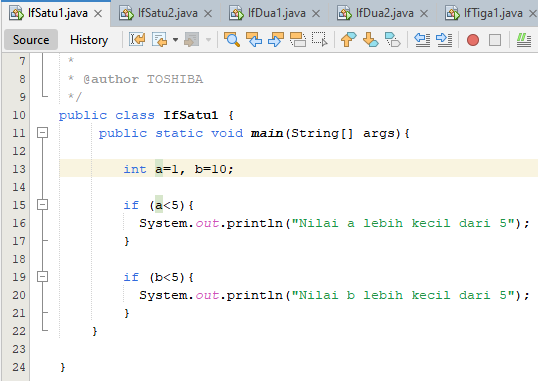 IfSatu1.java IfSatu2.java IfDua1.java IfDua2.java IfTiga1.java
Source History
7 *
8 * @author TOSHIBA
9 */
10 public class IfSatu1 {
11 public static void main(String[] args){
12
13 int a=1, b=10;
14
15 if (a<5){
16 System.out.println("Nilai a lebih kecil dari 5");
17 }
18
19 if (b<5){
20 System.out.println("Nilai b lebih kecil dari 5");
21 }
22 }
23
24 }